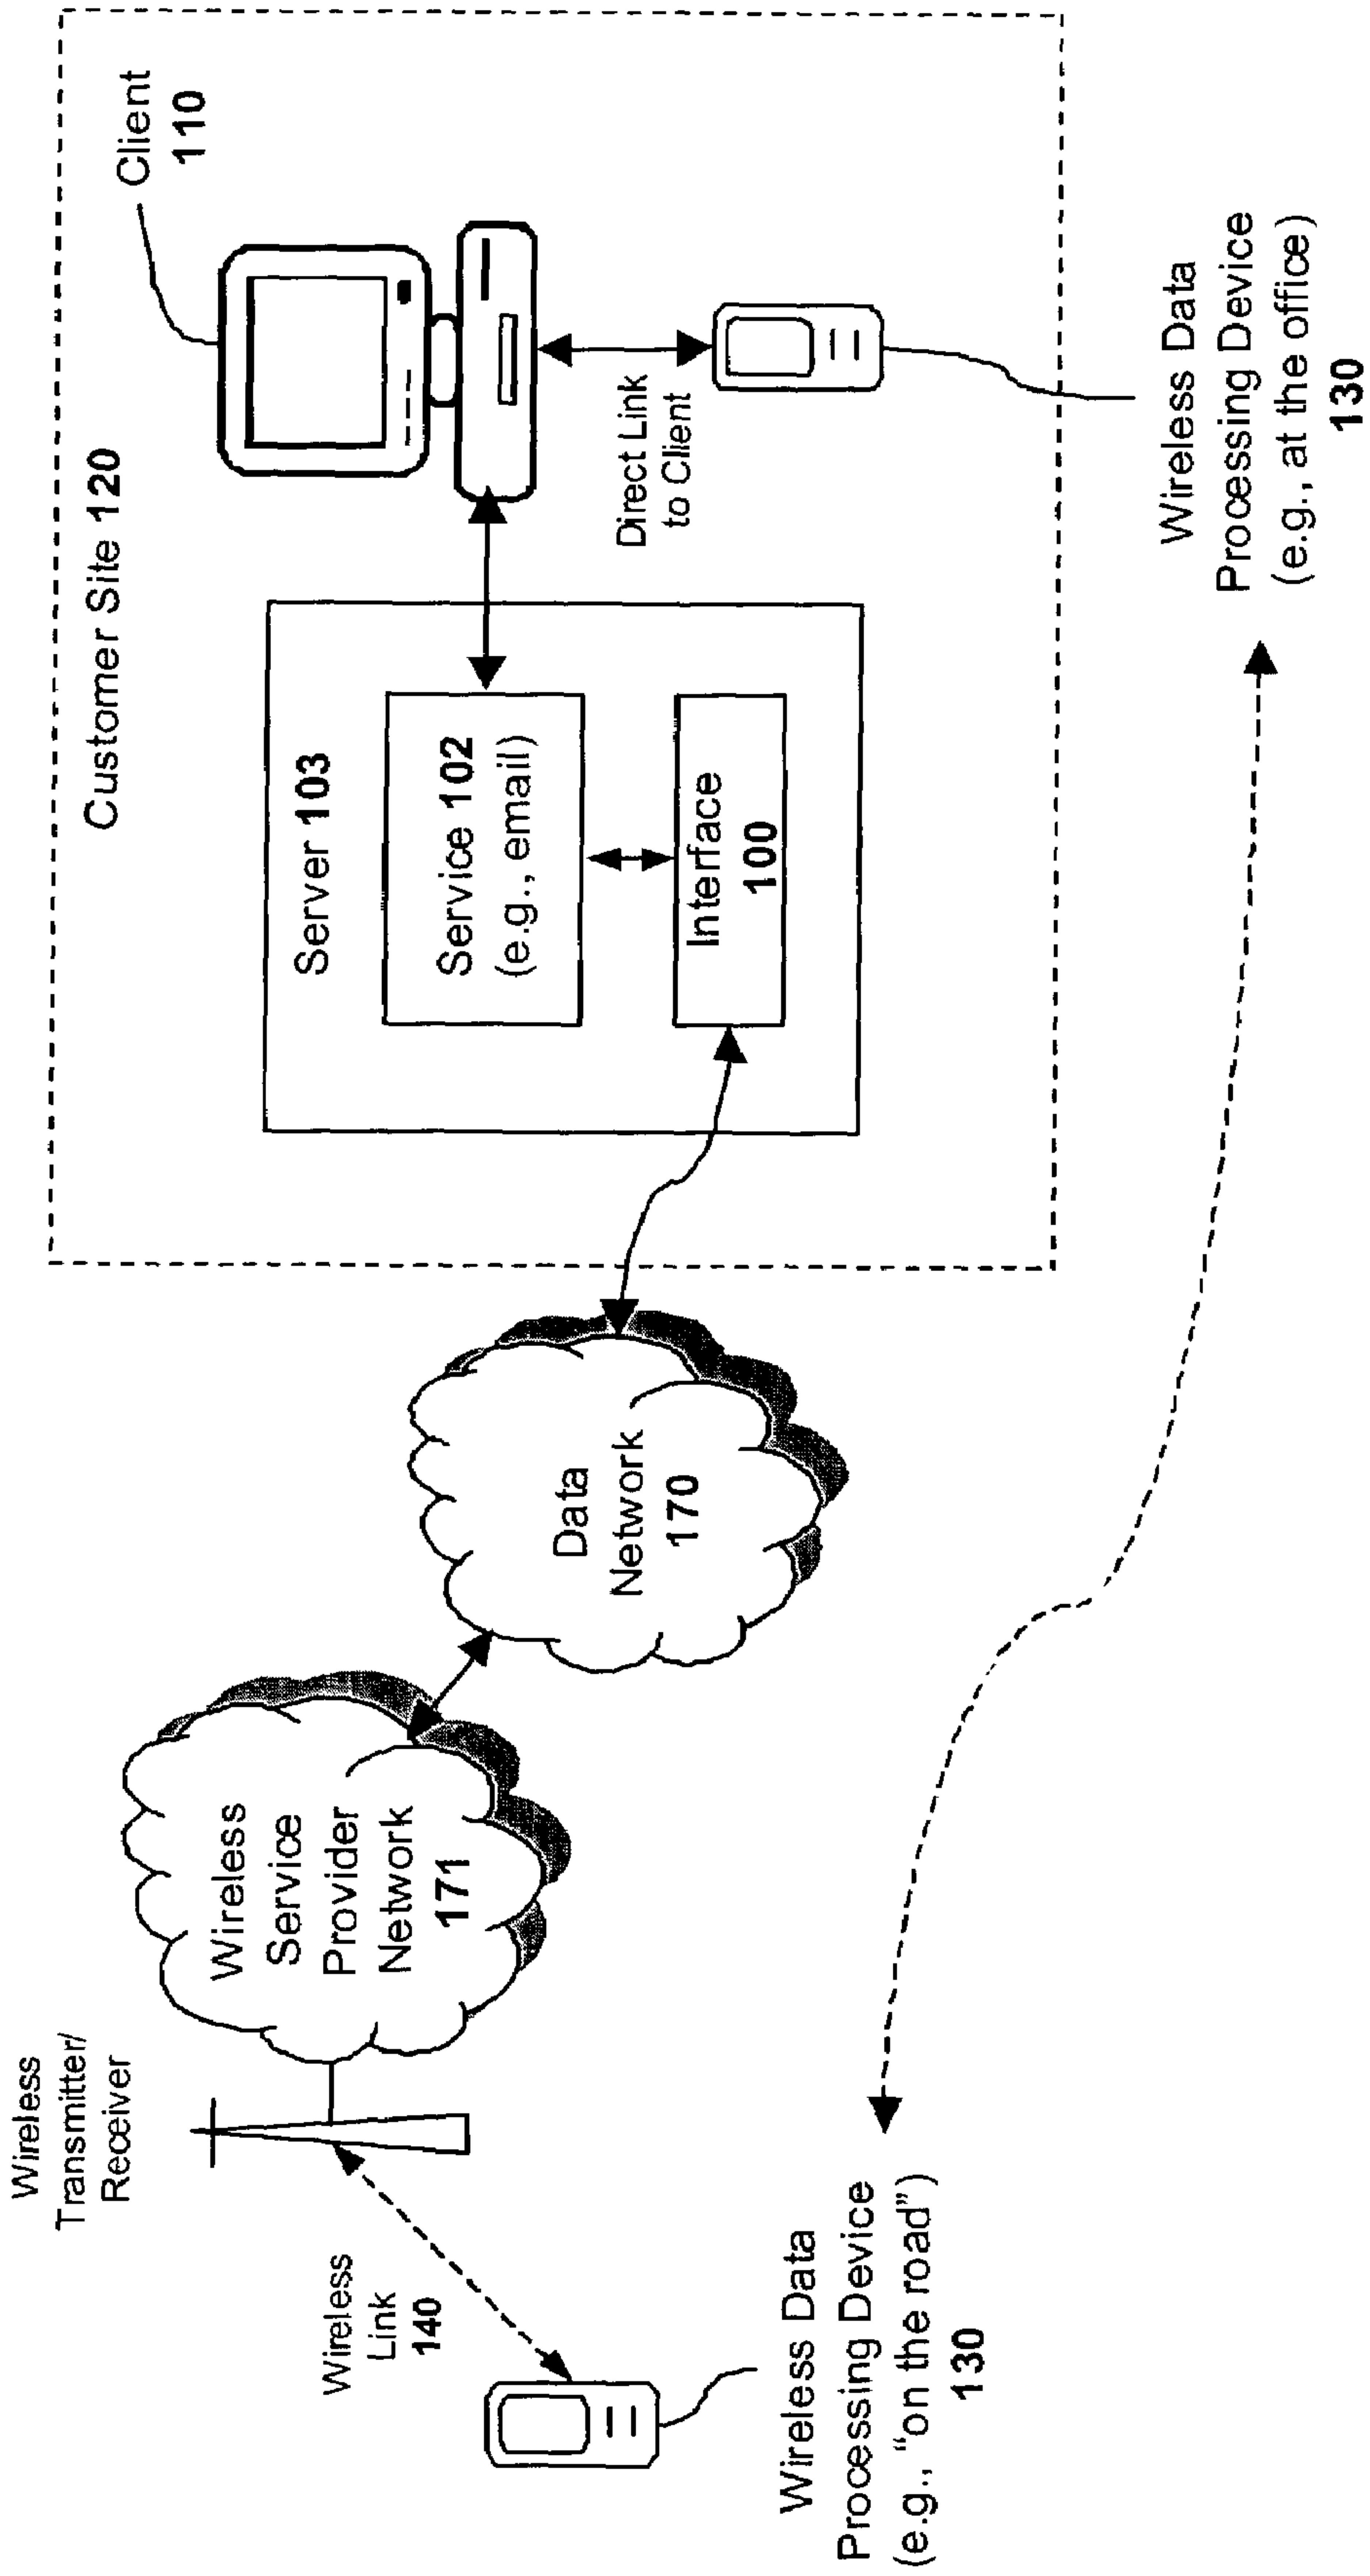 Customer Site 120
Client
110
Server 103
Service 102
(e.g., email)
Interface
100
Direct Link
to Client
Wireless Data
Processing Device
(e.g., at the office)
130
Data
Network
170
Wireless
Service
Provider
Network
171
Wireless
Transmitter/
Receiver
Wireless
Link
140
Wireless Data
Processing Device
(e.g., “on the road”)
130